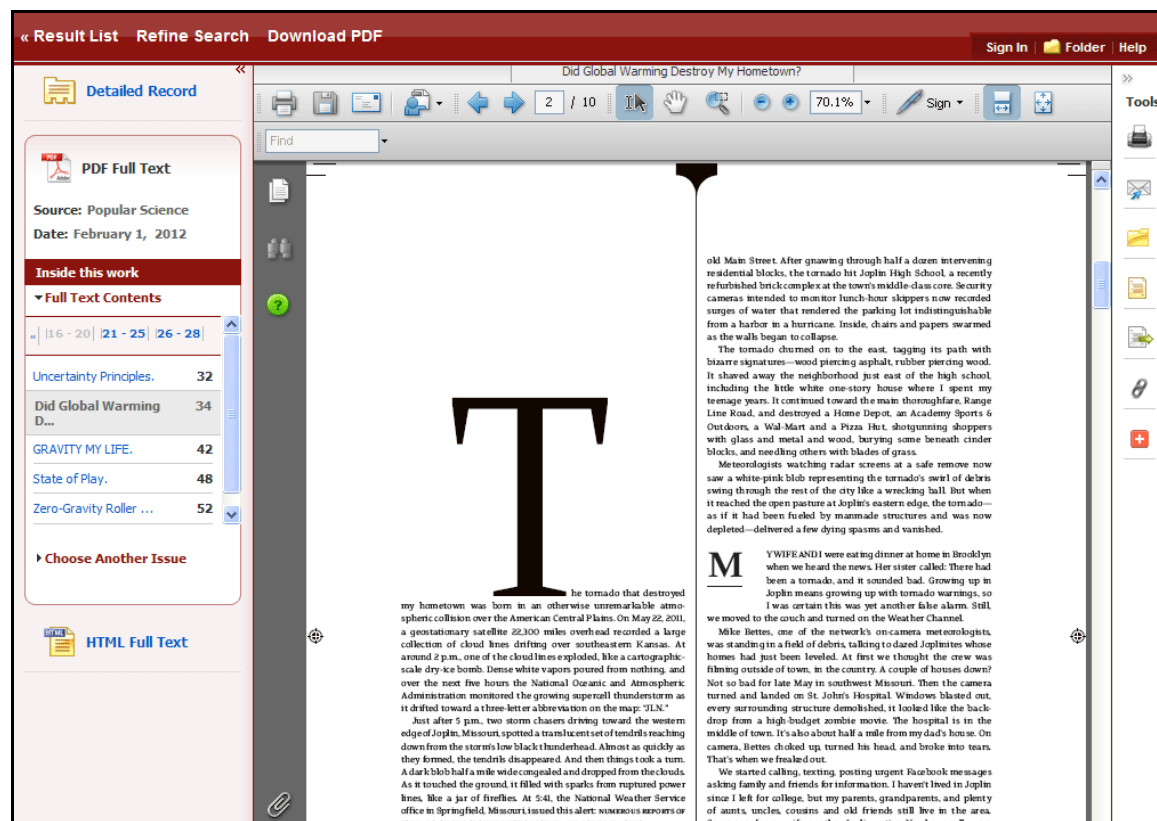 « Result List Refine Search Download PDF
Sign In Folder Help
«
Detailed Record
PDF Full Text
Source: Popular Science
Date: February 1, 2012
Inside this work
Full Text Contents
« |16 - 20| |21 - 25| |26 - 28|
Uncertainty Principles. 32
Did Global Warming D... 34
GRAVITY MY LIFE. 42
State of Play. 48
Zero-Gravity Roller ... 52
Choose Another Issue
HTML Full Text
Did Global Warming Destroy My Hometown?
2 / 10
70.1%
Sign
Find
The tornado that destroyed
my hometown was born in an otherwise unremarkable atmo-
spheric collision over the American Central Plains. On May 22, 2011,
a geostationary satellite 22,300 miles overhead recorded a large
collection of cloud lines drifting over southeastern Kansas. At
around 2 p.m., one of the cloud lines exploded, like a cartographic-
scale dry-ice bomb. Dense white vapors poured from nothing, and
over the next five hours the National Oceanic and Atmospheric
Administration monitored the growing supercell thunderstorm as
it drifted toward a three-letter abbreviation on the map: "JLN."
Just after 5 p.m., two storm chasers driving toward the western
edge of Joplin, Missouri, spotted a translucent set of tendrils reaching
down from the storm's low black thunderhead. Almost as quickly as
they formed, the tendrils disappeared. And then things took a turn.
A dark blob half a mile wide congealed and dropped from the clouds.
As it touched the ground, it filled with sparks from ruptured power
lines, like a jar of fireflies. At 5:41, the National Weather Service
office in Springfield, Missouri, issued this alert: NUMEROUS REPORTS OF
old Main Street. After gnawing through half a dozen intervening
residential blocks, the tornado hit Joplin High School, a recently
refurbished brick complex at the town's middle-class core. Security
cameras intended to monitor lunch-hour skippers now recorded
surges of water that rendered the parking lot indistinguishable
from a harbor in a hurricane. Inside, chairs and papers swarmed
as the walls began to collapse.
The tornado churned on to the east, tagging its path with
bizarre signatures—wood piercing asphalt, rubber piercing wood.
It shaved away the neighborhood just east of the high school,
including the little white one-story house where I spent my
teenage years. It continued toward the main thoroughfare, Range
Line Road, and destroyed a Home Depot, an Academy Sports &
Outdoors, a Wal-Mart and a Pizza Hut, shotgunning shoppers
with glass and metal and wood, burying some beneath cinder
blocks, and needling others with blades of grass.
Meteorologists watching radar screens at a safe remove now
saw a white-pink blob representing the tornado's swirl of debris
swing through the rest of the city like a wrecking ball. But when
it reached the open pasture at Joplin's eastern edge, the tornado—
as if it had been fueled by manmade structures and was now
depleted—delivered a few dying spasms and vanished.
MY WIFE AND I were eating dinner at home in Brooklyn
when we heard the news. Her sister called: There had
been a tornado, and it sounded bad. Growing up in
Joplin means growing up with tornado warnings, so
I was certain this was yet another false alarm. Still,
we moved to the couch and turned on the Weather Channel.
Mike Bettes, one of the network's on-camera meteorologists,
was standing in a field of debris, talking to dazed Joplinites whose
homes had just been leveled. At first we thought the crew was
filming outside of town, in the country. A couple of houses down?
Not so bad for late May in southwest Missouri. Then the camera
turned and landed on St. John's Hospital. Windows blasted out,
every surrounding structure demolished, it looked like the back-
drop from a high-budget zombie movie. The hospital is in the
middle of town. It's also about half a mile from my dad's house. On
camera, Bettes choked up, turned his head, and broke into tears.
That's when we freaked out.
We started calling, texting, posting urgent Facebook messages
asking family and friends for information. I haven't lived in Joplin
since I left for college, but my parents, grandparents, and plenty
of aunts, uncles, cousins and old friends still live in the area.
»
Tools